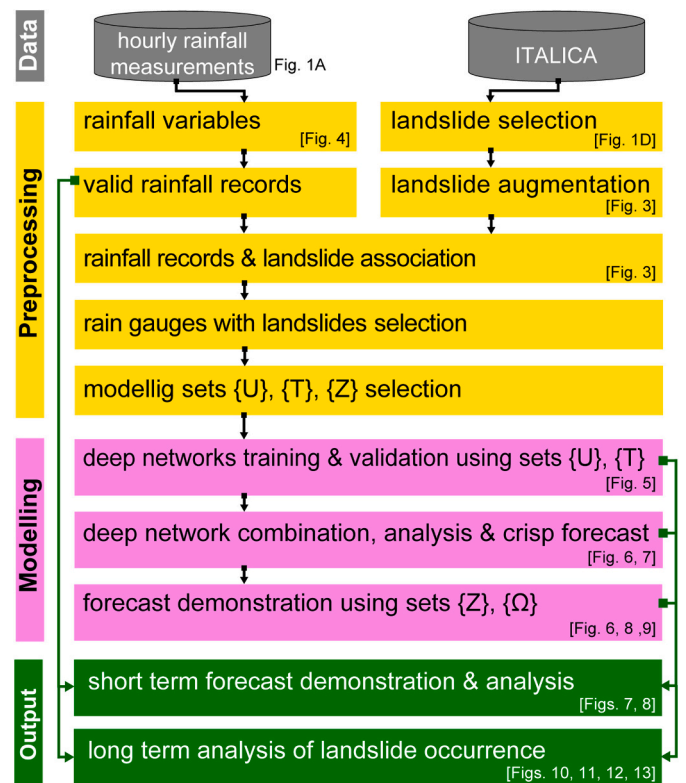 Data
hourly rainfall
measurements
Fig. 1A
ITALICA
Preprocessing
rainfall variables
[Fig. 4]
landslide selection
[Fig. 1D]
valid rainfall records
landslide augmentation
[Fig. 3]
rainfall records & landslide association
[Fig. 3]
rain gauges with landslides selection
modellig sets {U}, {T}, {Z} selection
Modelling
deep networks training & validation using sets {U}, {T}
[Fig. 5]
deep network combination, analysis & crisp forecast
[Fig. 6, 7]
forecast demonstration using sets {Z}, {Ω}
[Fig. 6, 8 ,9]
Output
short term forecast demonstration & analysis
[Figs. 7, 8]
long term analysis of landslide occurrence
[Figs. 10, 11, 12, 13]